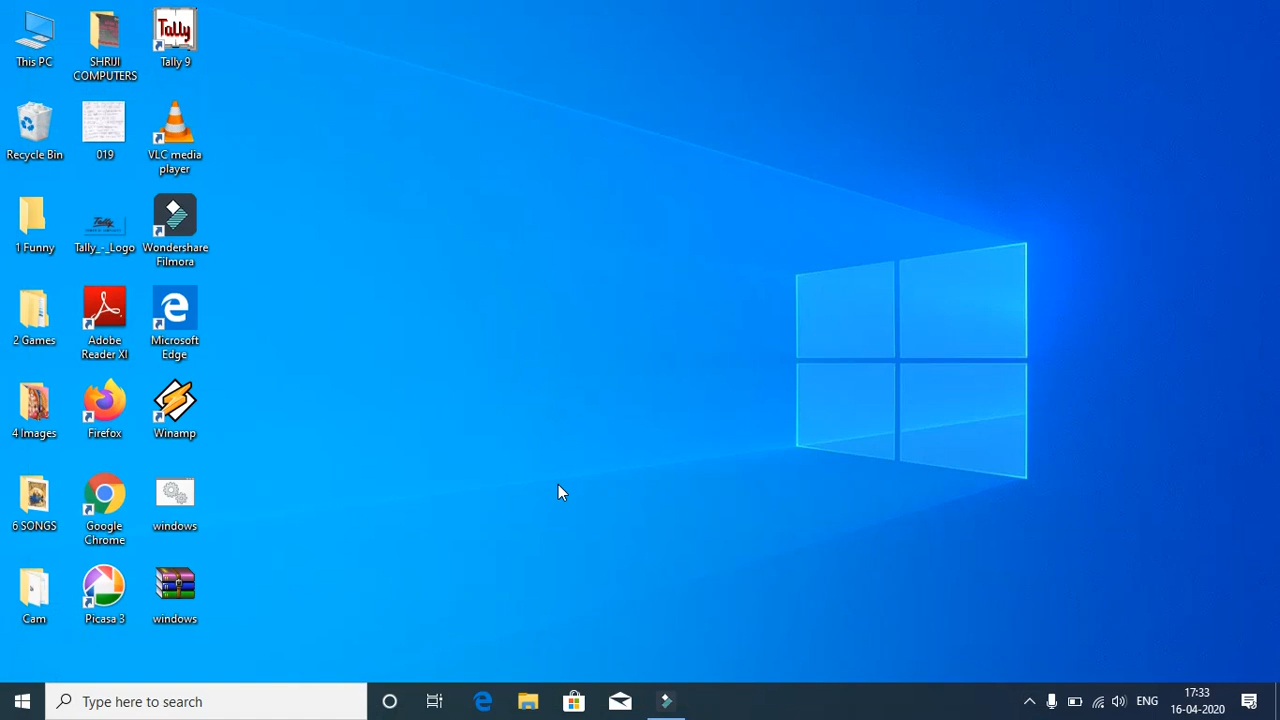 This PC
SHRIJI
COMPUTERS
Tally
Tally 9
Recycle Bin
019
VLC media
player
1 Funny
Tally
Tally_-_Logo
Wondershare
Filmora
2 Games
Adobe
Reader XI
Microsoft
Edge
4 Images
Firefox
Winamp
6 SONGS
Google
Chrome
windows
Cam
Picasa 3
windows
Type here to search
ENG
17:33
16-04-2020